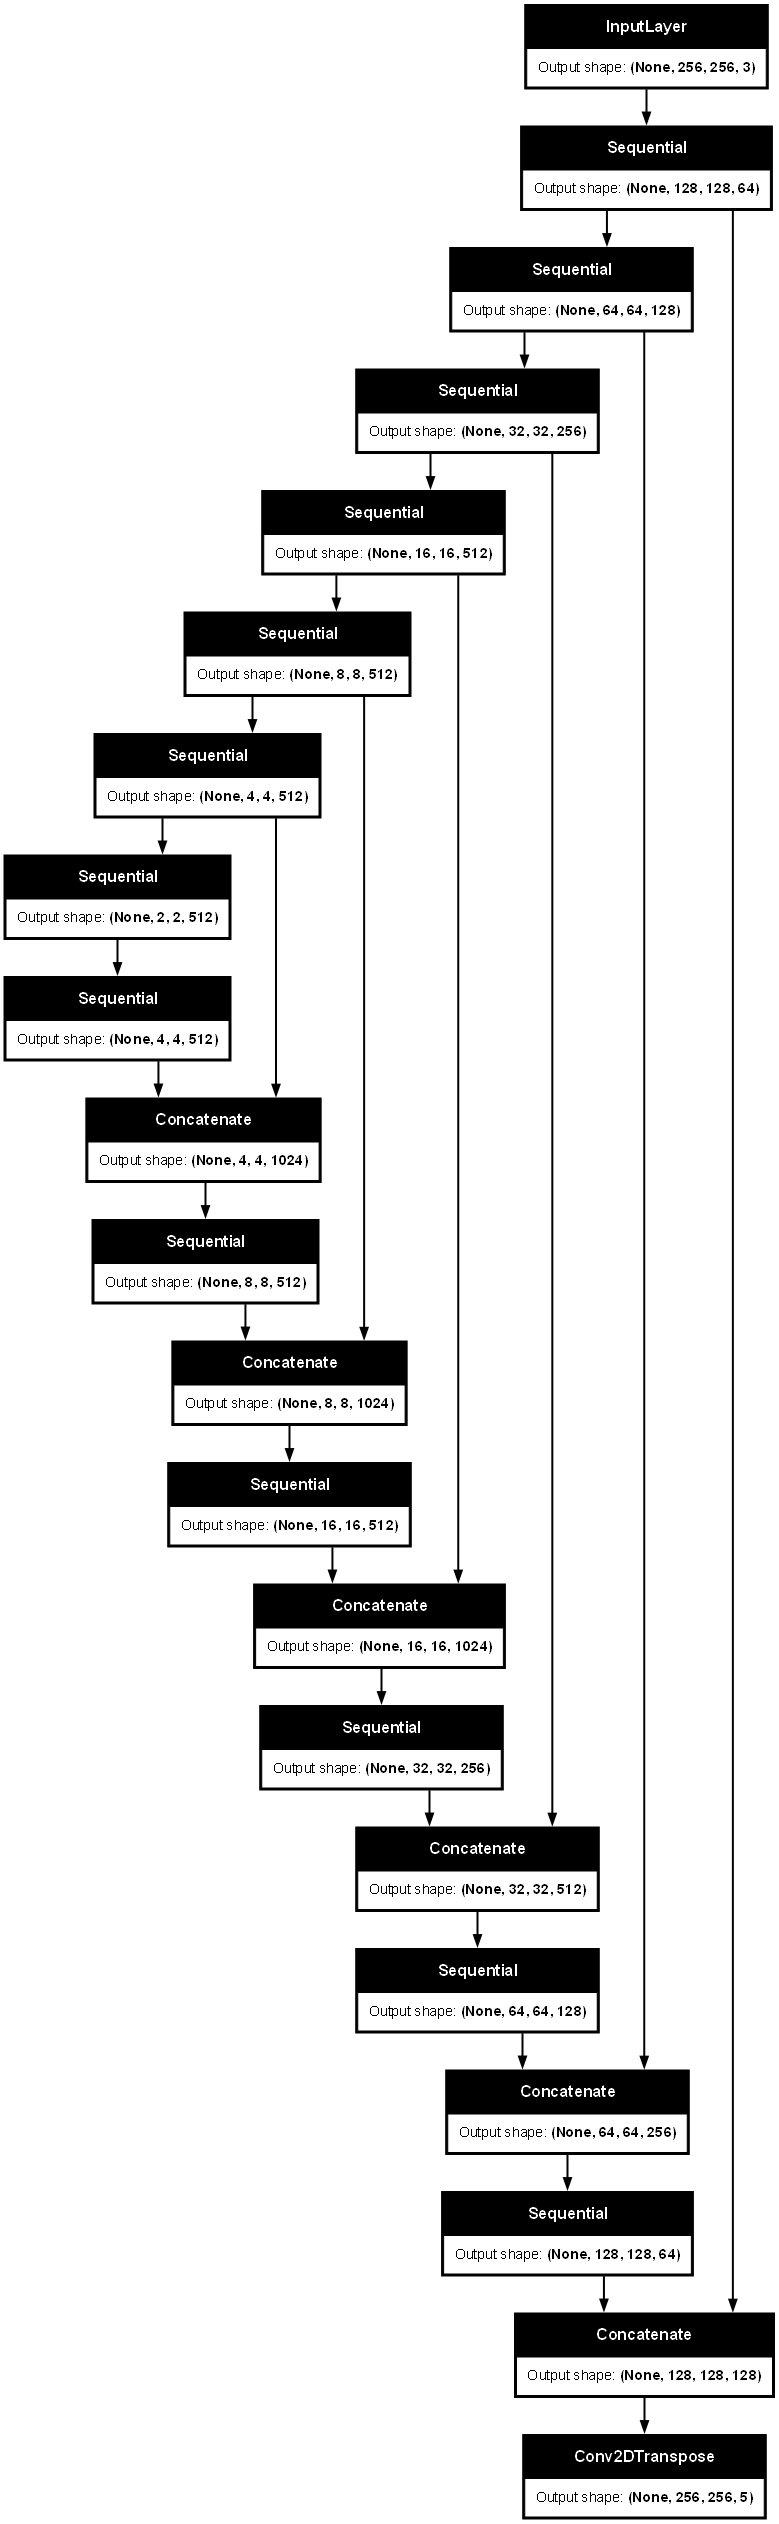 InputLayer
Output shape: (None, 256, 256, 3)
Sequential
Output shape: (None, 128, 128, 64)
Sequential
Output shape: (None, 64, 64, 128)
Sequential
Output shape: (None, 32, 32, 256)
Sequential
Output shape: (None, 16, 16, 512)
Sequential
Output shape: (None, 8, 8, 512)
Sequential
Output shape: (None, 4, 4, 512)
Sequential
Output shape: (None, 2, 2, 512)
Sequential
Output shape: (None, 4, 4, 512)
Concatenate
Output shape: (None, 4, 4, 1024)
Sequential
Output shape: (None, 8, 8, 512)
Concatenate
Output shape: (None, 8, 8, 1024)
Sequential
Output shape: (None, 16, 16, 512)
Concatenate
Output shape: (None, 16, 16, 1024)
Sequential
Output shape: (None, 32, 32, 256)
Concatenate
Output shape: (None, 32, 32, 512)
Sequential
Output shape: (None, 64, 64, 128)
Concatenate
Output shape: (None, 64, 64, 256)
Sequential
Output shape: (None, 128, 128, 64)
Concatenate
Output shape: (None, 128, 128, 128)
Conv2DTranspose
Output shape: (None, 256, 256, 5)